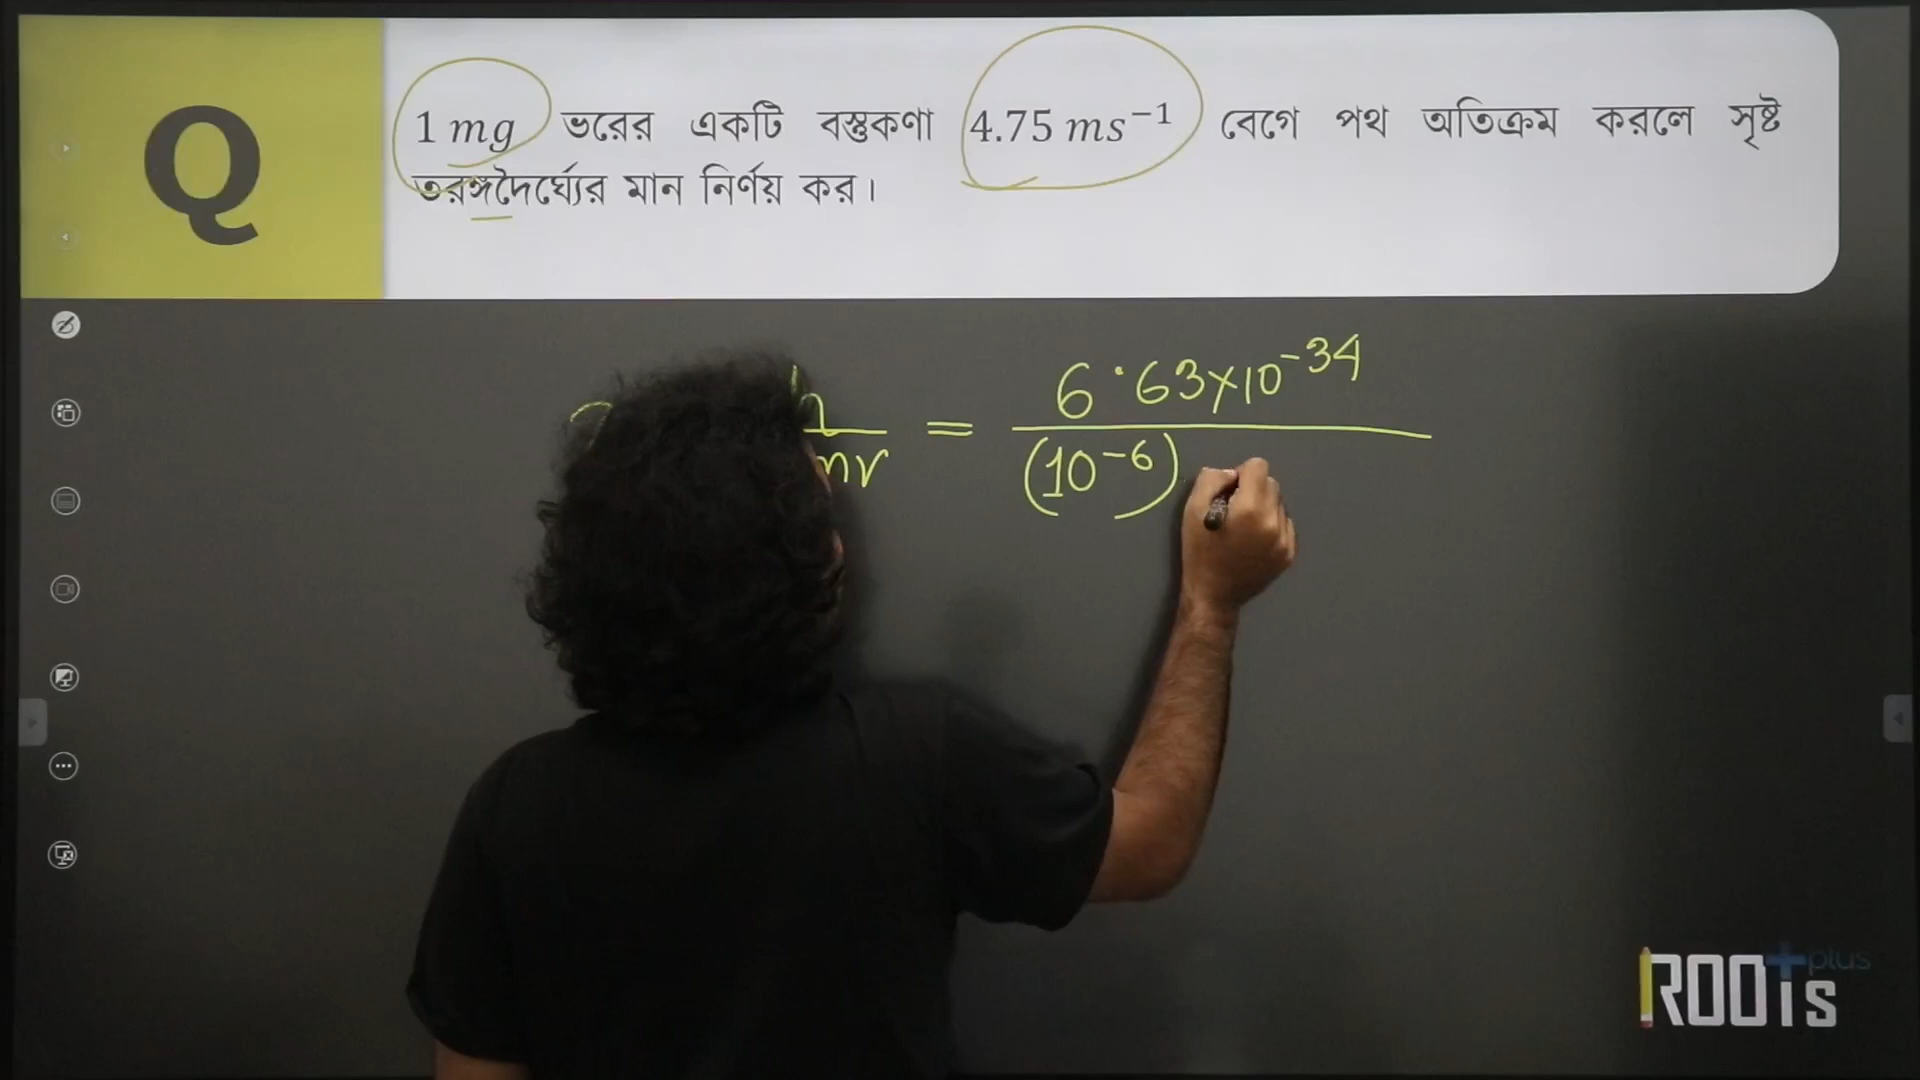 Q
1 mg ভরের একটি বস্তুকণা 4.75 ms⁻¹ বেগে পথ অতিক্রম করলে সৃষ্ট
তরঙ্গদৈর্ঘ্যের মান নির্ণয় কর।
h/mv = 6.63×10⁻³⁴/(10⁻⁶)
ROOTs plus